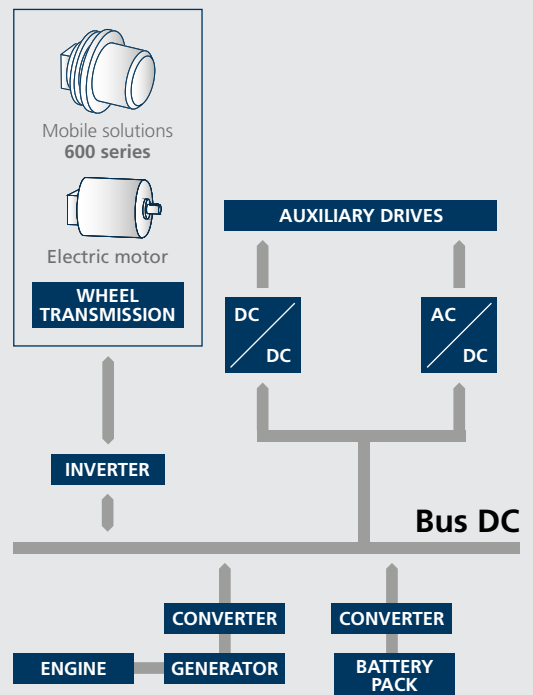 Mobile solutions
600 series
Electric motor
WHEEL
TRANSMISSION
AUXILIARY DRIVES
DC
DC
AC
DC
INVERTER
Bus DC
CONVERTER
CONVERTER
ENGINE
GENERATOR
BATTERY
PACK